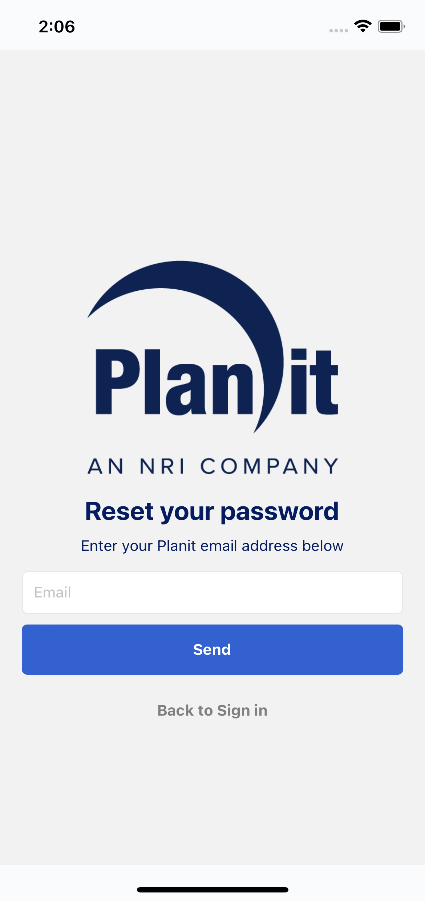 2:06
Planit
AN NRI COMPANY
Reset your password
Enter your Planit email address below
Email
Send
Back to Sign in